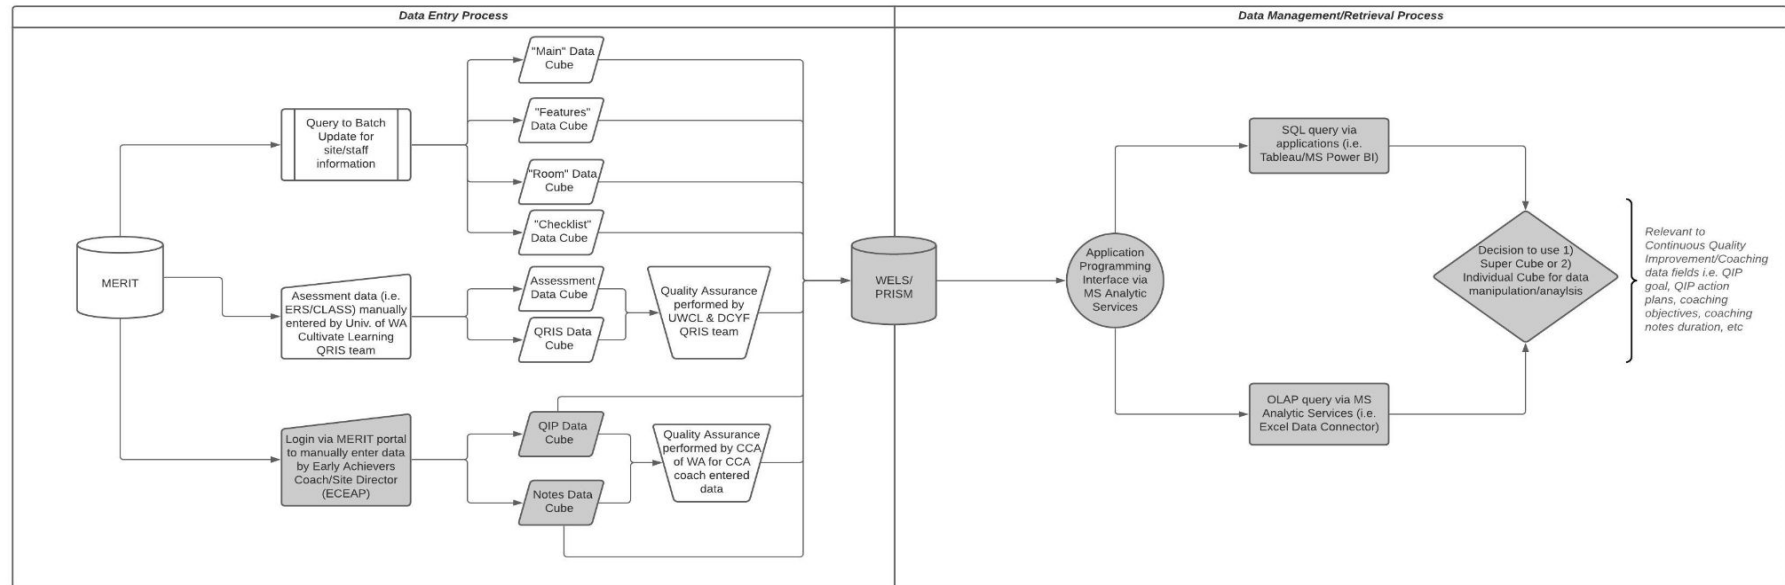 Data Entry Process
Data Management/Retrieval Process
"Main" Data
Cube
Query to Batch
Update for
site/staff
information
"Features"
Data Cube
"Room" Data
Cube
"Checklist"
Data Cube
MERIT
Asessment data (i.e.
ERS/CLASS) manually
entered by Univ. of WA
Cultivate Learning
QRIS team
Assessment
Data Cube
QRIS Data
Cube
Quality Assurance
performed by
UWCL & DCYF
QRIS team
Login via MERIT portal
to manually enter data
by Early Achievers
Coach/Site Director
(ECEAP)
QIP Data
Cube
Notes Data
Cube
Quality Assurance
performed by CCA
of WA for CCA
coach entered
data
WELS/
PRISM
Application
Programming
Interface via
MS Analytic
Services
SQL query via
applications (i.e.
Tableau/MS Power BI)
OLAP query via MS
Analytic Services (i.e.
Excel Data Connector)
Decision to use 1)
Super Cube or 2)
Individual Cube for data
manipulation/anaylsis
Relevant to
Continuous Quality
Improvement/Coaching
data fields i.e. QIP
goal, QIP action
plans, coaching
objectives, coaching
notes duration, etc